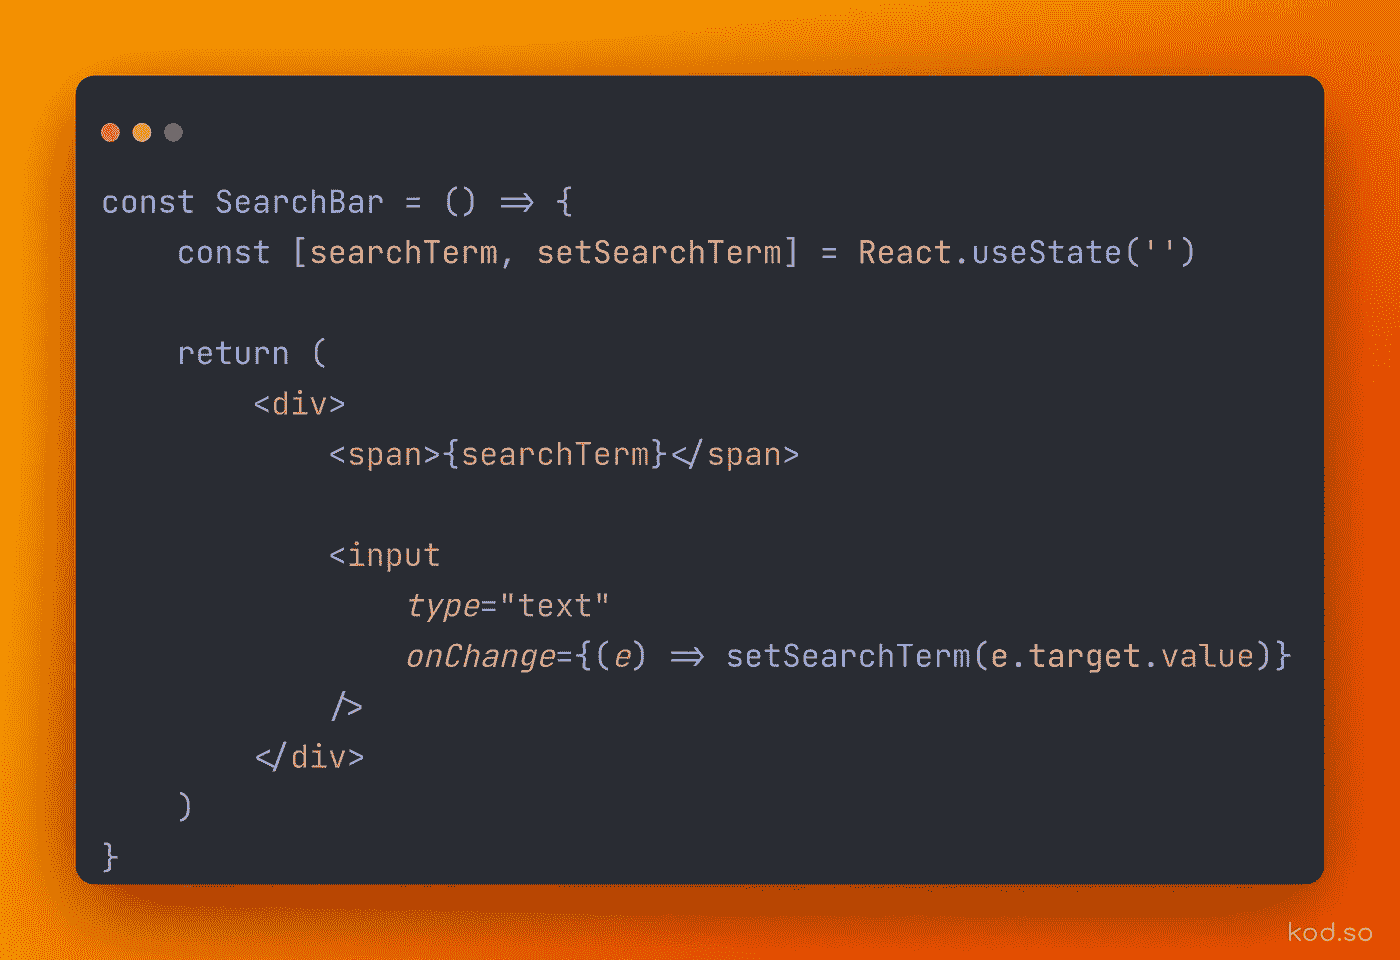 const SearchBar = () => {
    const [searchTerm, setSearchTerm] = React.useState('')

    return (
        <div>
            <span>{searchTerm}</span>

            <input
                type="text"
                onChange={(e) => setSearchTerm(e.target.value)}
            />
        </div>
    )
}
kod.so